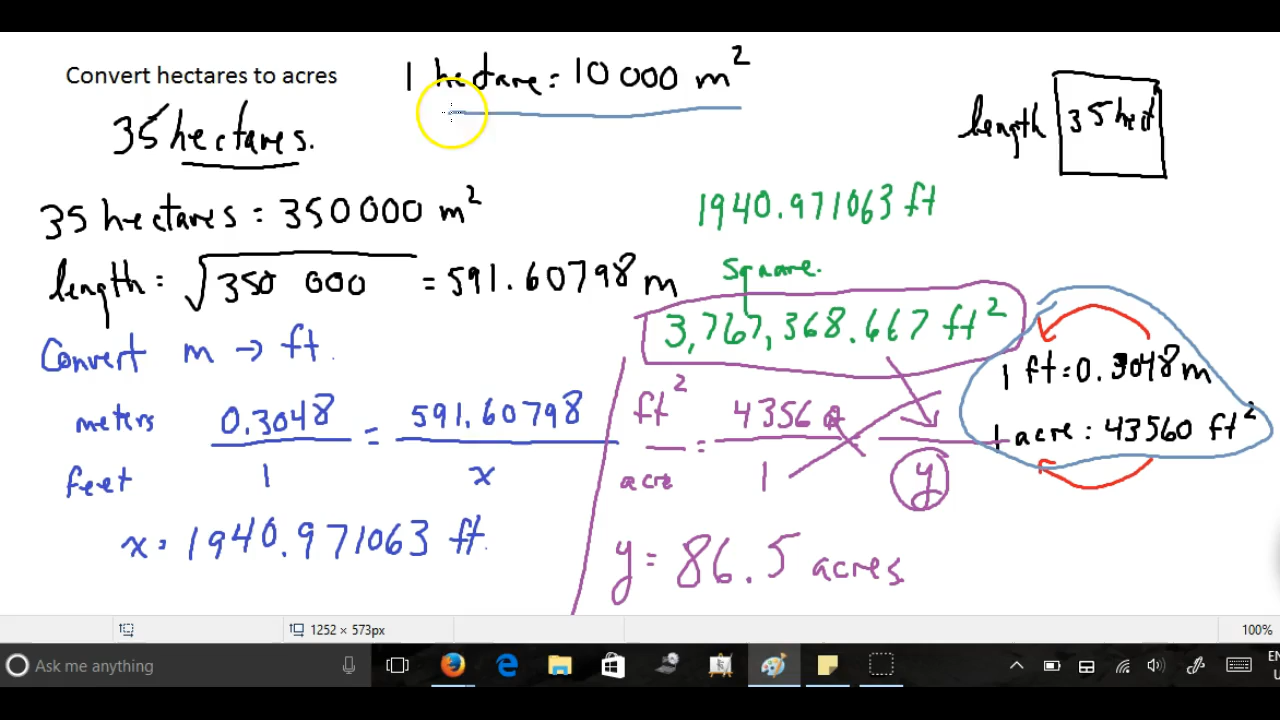 Convert hectares to acres
1 hectare = 10 000 m²
35 hectares.
length 35 hect
35 hectares = 350 000 m²
1940.971063 ft
length = √350 000 = 591.60798 m
square.
3,767,368.667 ft²
Convert m → ft.
1 ft = 0.3048 m
1 acre = 43560 ft²
meters 0.3048 = 591.60798
feet 1 x
ft² = 43560 =
acre 1 y
x = 1940.971063 ft.
y = 86.5 acres
1252 × 573px
100%
Ask me anything
EN